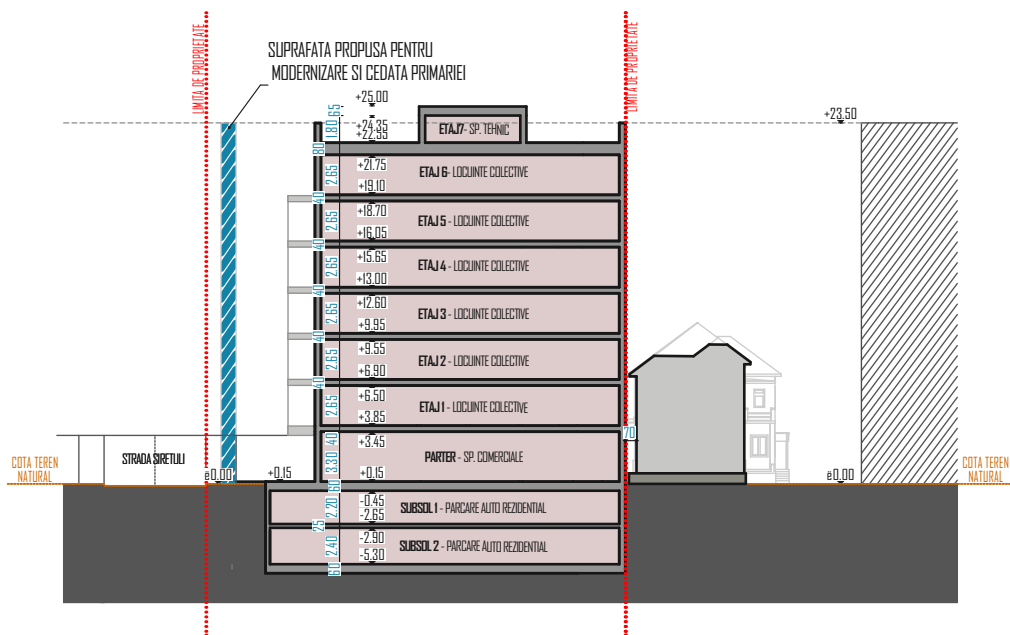 LIMITA DE PROPRIETATE
LIMITA DE PROPRIETATE
SUPRAFATA PROPUSA PENTRU
MODERNIZARE SI CEDATA PRIMARIEI
+25.00
65
+24.35
1.80
+22.55
ETAJ7- SP. TEHNIC
+23.50
80
+21.75
2.65
ETAJ 6- LOCUINTE COLECTIVE
+19.10
40
+18.70
2.65
ETAJ 5 - LOCUINTE COLECTIVE
+16.05
40
+15.65
2.65
ETAJ 4 - LOCUINTE COLECTIVE
+13.00
40
+12.60
2.65
ETAJ 3 - LOCUINTE COLECTIVE
+9.95
40
+9.55
2.65
ETAJ 2 - LOCUINTE COLECTIVE
+6.90
40
+6.50
2.65
ETAJ 1 - LOCUINTE COLECTIVE
+3.85
40
+3.45
70
STRADA SIRETULI
3.30
PARTER - SP. COMERCIALE
COTA TEREN
NATURAL
ë0,00
+0.15
+0.15
ë0,00
COTA TEREN
NATURAL
60
-0.45
2.20
SUBSOL 1 - PARCARE AUTO REZIDENTIAL
-2.65
25
-2.90
2.40
SUBSOL 2 - PARCARE AUTO REZIDENTIAL
-5.30
60